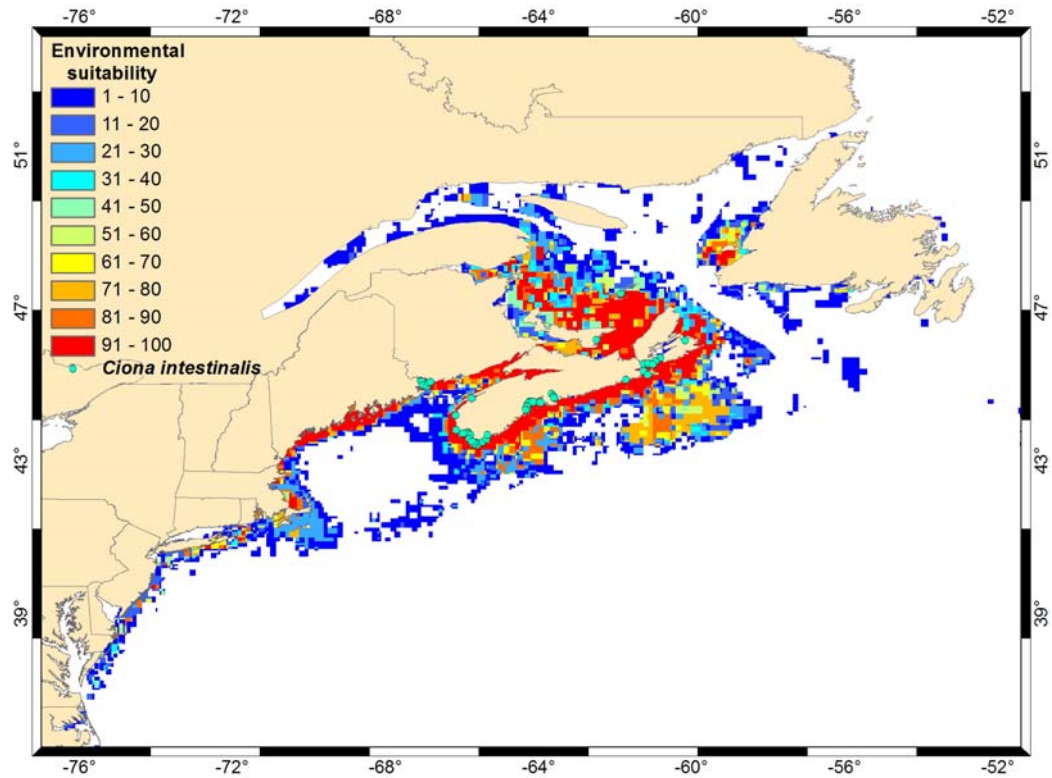 -76° -72° -68° -64° -60° -56° -52°
Environmental
suitability
1 - 10
11 - 20
21 - 30
31 - 40
41 - 50
51 - 60
61 - 70
71 - 80
81 - 90
91 - 100
Ciona intestinalis
51° 51°
47° 47°
43° 43°
39° 39°
-76° -72° -68° -64° -60° -56° -52°